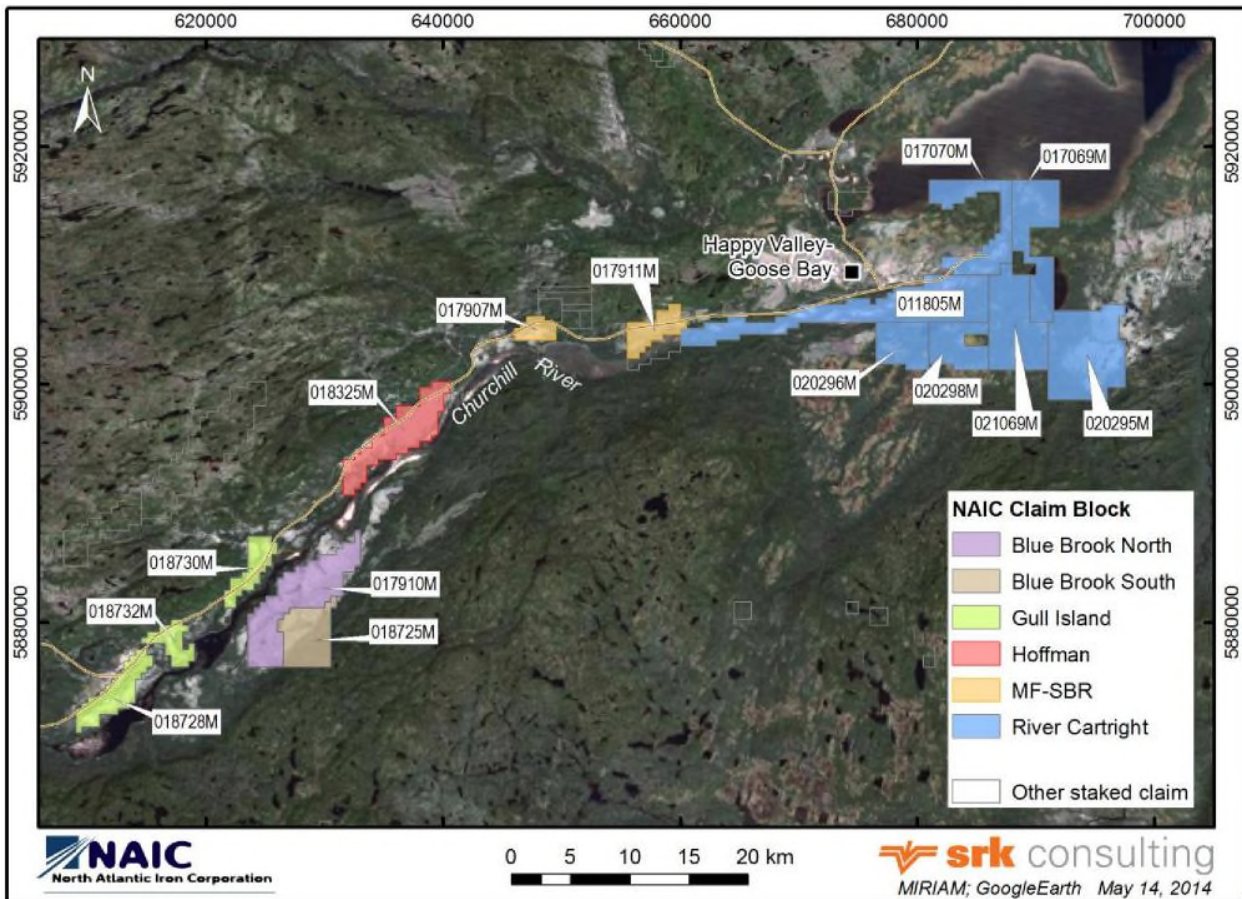 620000
640000
660000
680000
700000
N
5920000
5920000
017070M
017069M
Happy Valley-
Goose Bay
017911M
017907M
011805M
5900000
5900000
018325M
Churchill River
020296M
020298M
021069M
020295M
NAIC Claim Block
Blue Brook North
Blue Brook South
Gull Island
Hoffman
MF-SBR
River Cartright
Other staked claim
018730M
017910M
018732M
018725M
5880000
5880000
018728M
NAIC
North Atlantic Iron Corporation
0 5 10 15 20 km
srk consulting
MIRIAM; GoogleEarth May 14, 2014